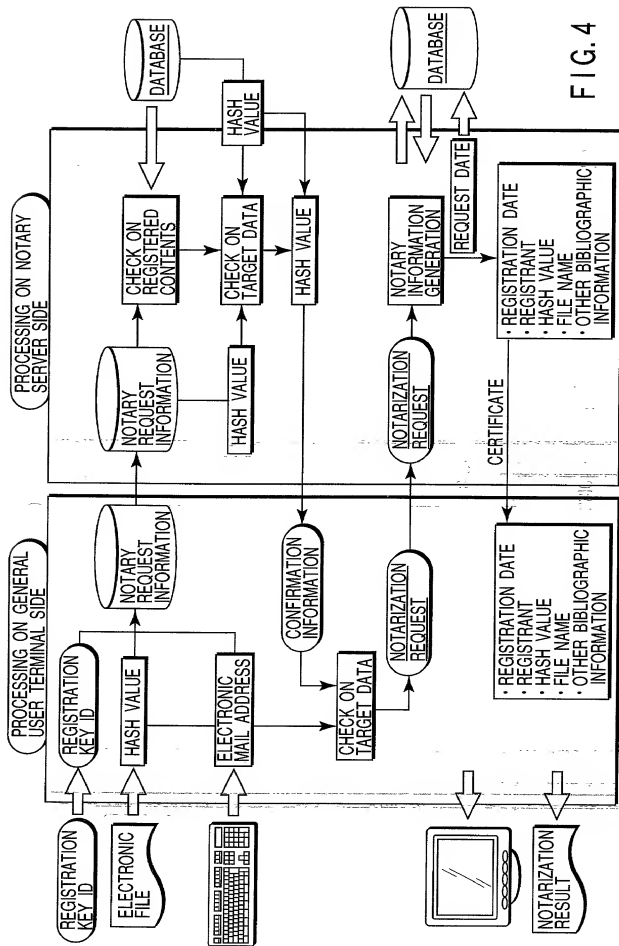 PROCESSING ON GENERAL
USER TERMINAL SIDE
PROCESSING ON NOTARY
SERVER SIDE
REGISTRATION
KEY ID
REGISTRATION
KEY ID
ELECTRONIC
FILE
HASH VALUE
ELECTRONIC
MAIL ADDRESS
NOTARY
REQUEST
INFORMATION
NOTARY
REQUEST
INFORMATION
HASH VALUE
CHECK ON
REGISTERED
CONTENTS
DATABASE
HASH
VALUE
CHECK ON
TARGET DATA
HASH VALUE
CONFIRMATION
INFORMATION
CHECK ON
TARGET DATA
NOTARIZATION
REQUEST
NOTARIZATION
REQUEST
NOTARY
INFORMATION
GENERATION
DATABASE
REQUEST DATE
· REGISTRATION DATE
· REGISTRANT
· HASH VALUE
· FILE NAME
· OTHER BIBLOGRAPHIC
INFORMATION
CERTIFICATE
· REGISTRATION DATE
· REGISTRANT
· HASH VALUE
· FILE NAME
· OTHER BIBLOGRAPHIC
INFORMATION
NOTARIZATION
RESULT
FIG. 4